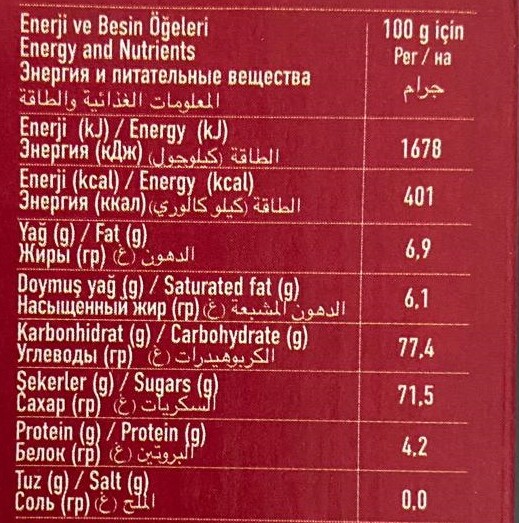 Enerji ve Besin Öğeleri
Energy and Nutrients
Энергия и питательные вещества
المعلومات الغذائية والطاقة
100 g için
Per / на
جرام
Enerji (kJ) / Energy (kJ)
Энергия (кДж) الطاقة (كيلوجول)
1678
Enerji (kcal) / Energy (kcal)
Энергия (ккал) الطاقة (كيلو كالوري)
401
Yağ (g) / Fat (g)
Жиры (гр) الدهون (غ)
6,9
Doymuş yağ (g) / Saturated fat (g)
Насыщенный жир (гр) الدهون المشبعة (غ)
6,1
Karbonhidrat (g) / Carbohydrate (g)
Углеводы (гр) الكربوهيدرات (غ)
77,4
Şekerler (g) / Sugars (g)
Сахар (гр) السكريات (غ)
71,5
Protein (g) / Protein (g)
Белок (гр) البروتين (غ)
4,2
Tuz (g) / Salt (g)
Соль (гр) الملح (غ)
0,0